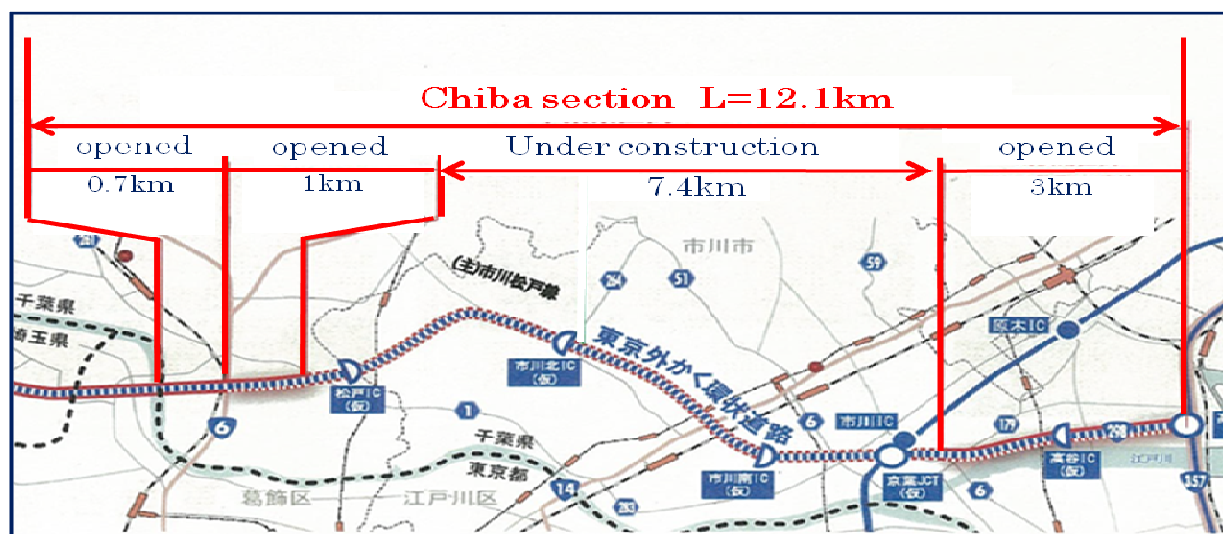 Chiba section L=12.1km
opened
opened
Under construction
opened
0.7km
1km
7.4km
3km
市川市
(主)市川松戸線
264
51
59
千葉県
埼玉県
原木IC
東京外かく環状道路
市川北IC
(仮)
松戸IC
(仮)
6
1
6
市川IC
179
298
高谷IC
(仮)
江戸川
357
千葉県
東京都
市川南IC
(仮)
京葉JCT
(仮)
6
14
283
葛飾区
江戸川区